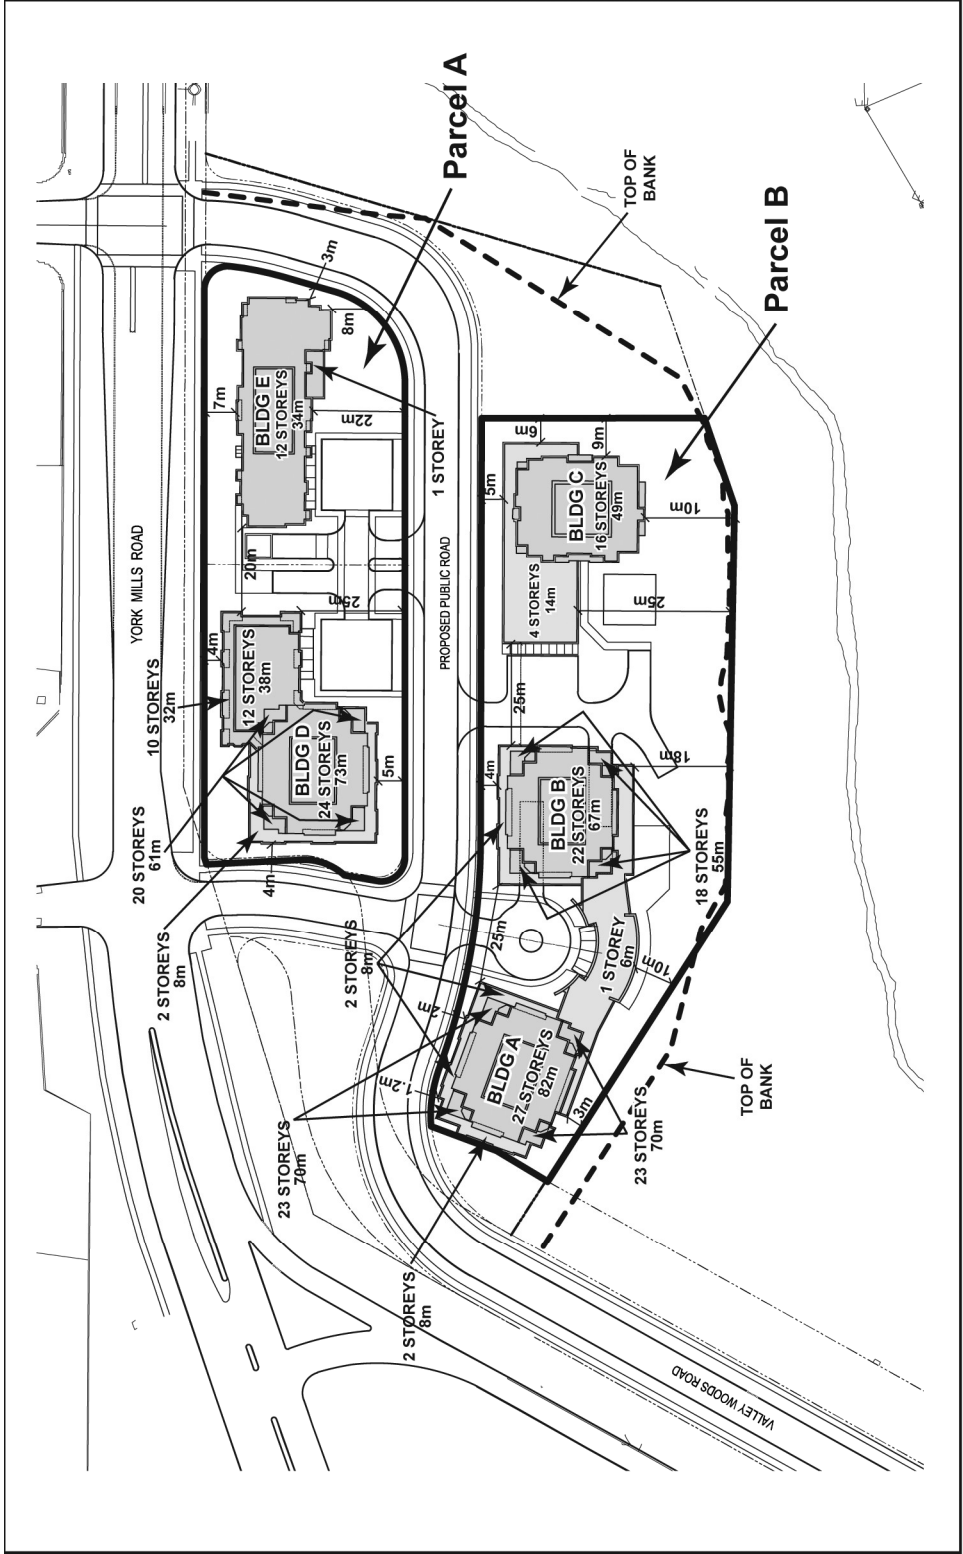 YORK MILLS ROAD
Parcel A
3m
8m
7m
BLDG E
12 STOREYS
34m
22m
1 STOREY
20m
25m
4m
10 STOREYS
32m
12 STOREYS
38m
BLDG D
24 STOREYS
73m
5m
20 STOREYS
61m
4m
2 STOREYS
8m
PROPOSED PUBLIC ROAD
TOP OF
BANK
Parcel B
6m
9m
5m
BLDG C
16 STOREYS
49m
10m
4 STOREYS
14m
25m
25m
4m
BLDG B
22 STOREYS
67m
18m
18 STOREYS
55m
2 STOREYS
8m
25m
1 STOREY
6m
10m
2m
BLDG A
27 STOREYS
82m
1.2m
3m
23 STOREYS
70m
23 STOREYS
70m
TOP OF
BANK
2 STOREYS
8m
VALLEY WOODS ROAD